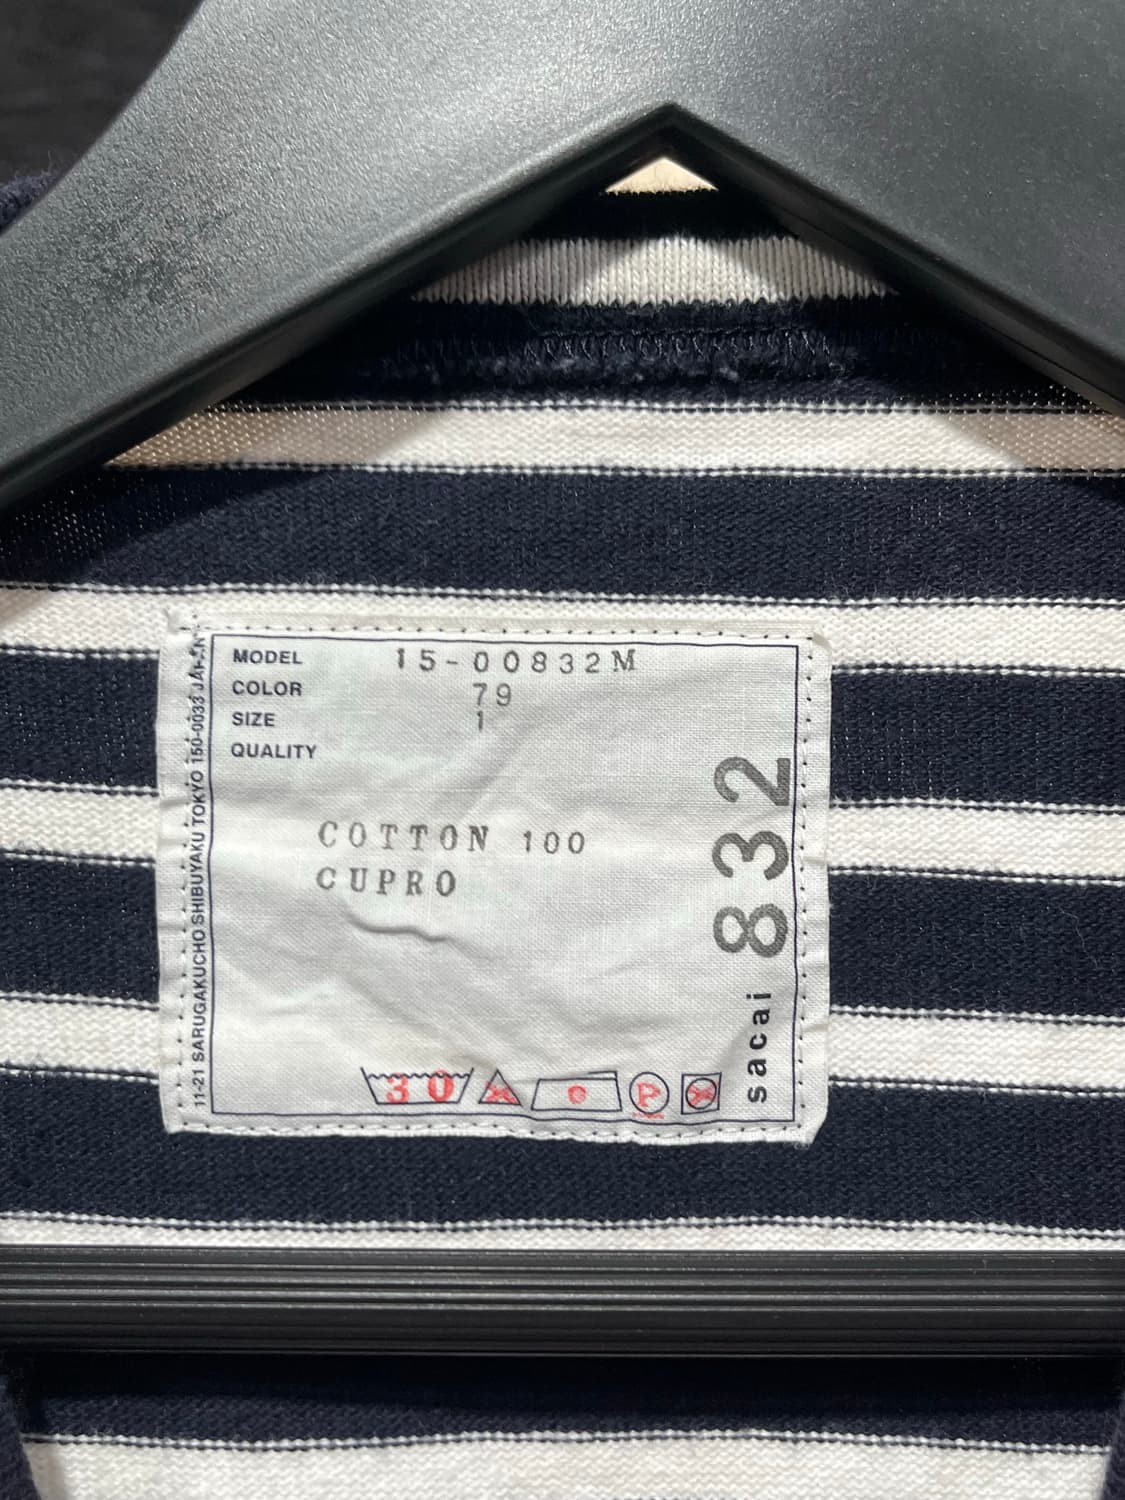 MODEL 15-00832M
COLOR 79
SIZE 1
QUALITY
COTTON 100
CUPRO
30
P
sacai 832
11-21 SARUGAKUCHO SHIBUYAKU TOKYO 150-0033 JAPAN